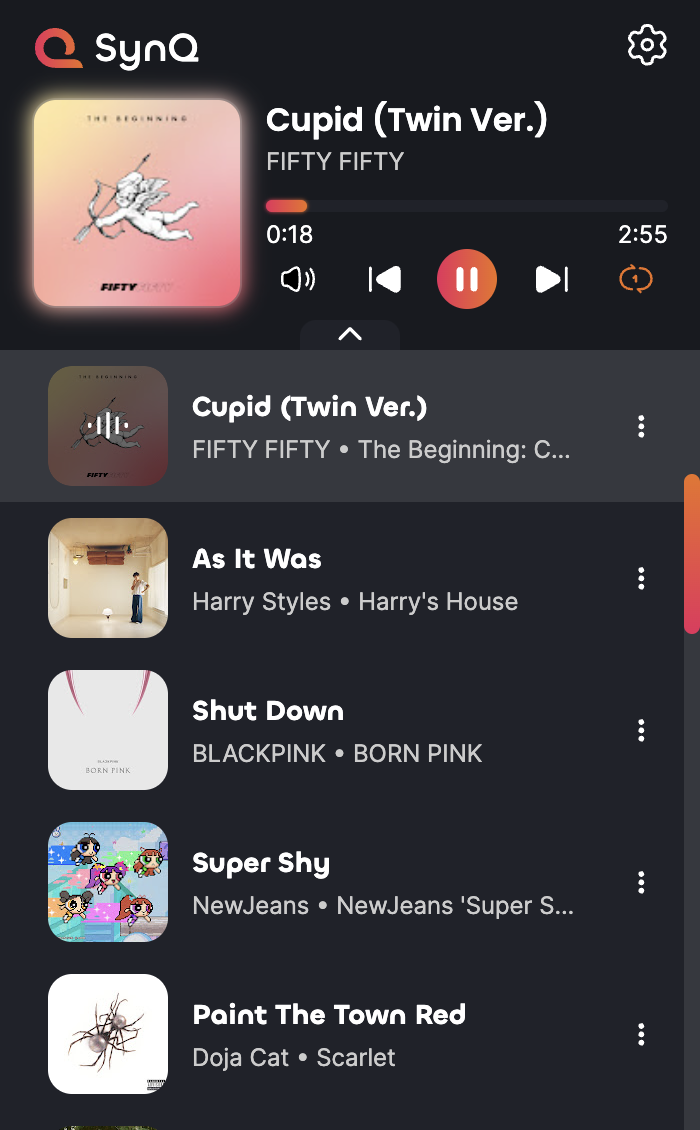 SynQ
THE BEGINNING
FIFTY FIFTY
Cupid (Twin Ver.)
FIFTY FIFTY
0:18
2:55
1
THE BEGINNING
FIFTY
Cupid (Twin Ver.)
FIFTY FIFTY • The Beginning: C...
As It Was
Harry Styles • Harry's House
BLACKPINK
BORN PINK
Shut Down
BLACKPINK • BORN PINK
Super Shy
NewJeans • NewJeans 'Super S...
Paint The Town Red
Doja Cat • Scarlet